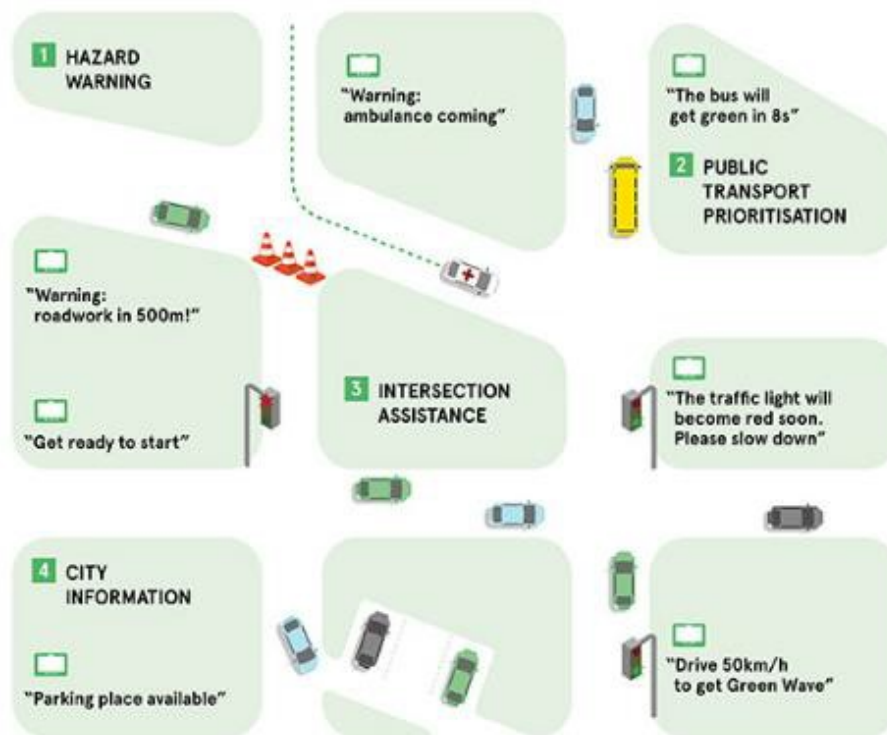 1 HAZARD
WARNING
"Warning:
ambulance coming"
"The bus will
get green in 8s"
2 PUBLIC
TRANSPORT
PRIORITISATION
"Warning:
roadwork in 500m!"
"Get ready to start"
3 INTERSECTION
ASSISTANCE
"The traffic light will
become red soon.
Please slow down"
4 CITY
INFORMATION
"Parking place available"
"Drive 50km/h
to get Green Wave"